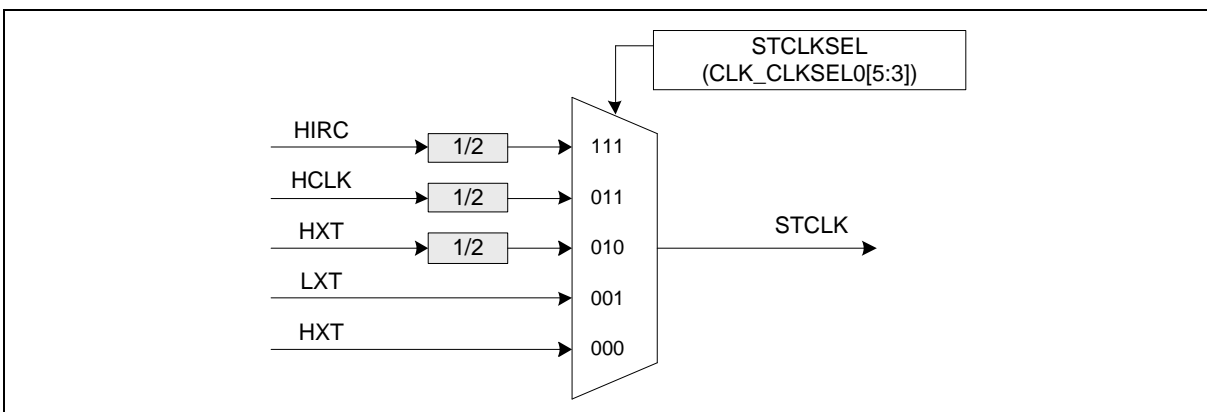 STCLKSEL
(CLK_CLKSEL0[5:3])
HIRC
1/2
111
HCLK
1/2
011
HXT
1/2
010
STCLK
LXT
001
HXT
000